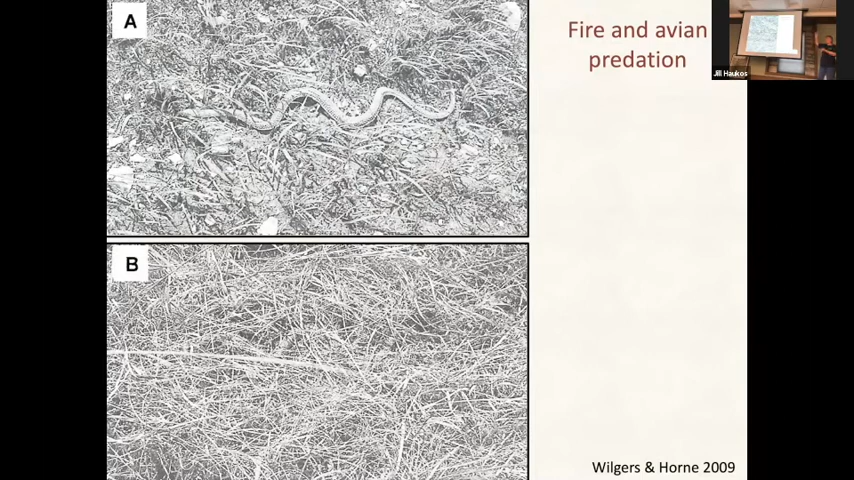 A
Fire and avian
predation
Jill Haukos
B
Wilgers & Horne 2009